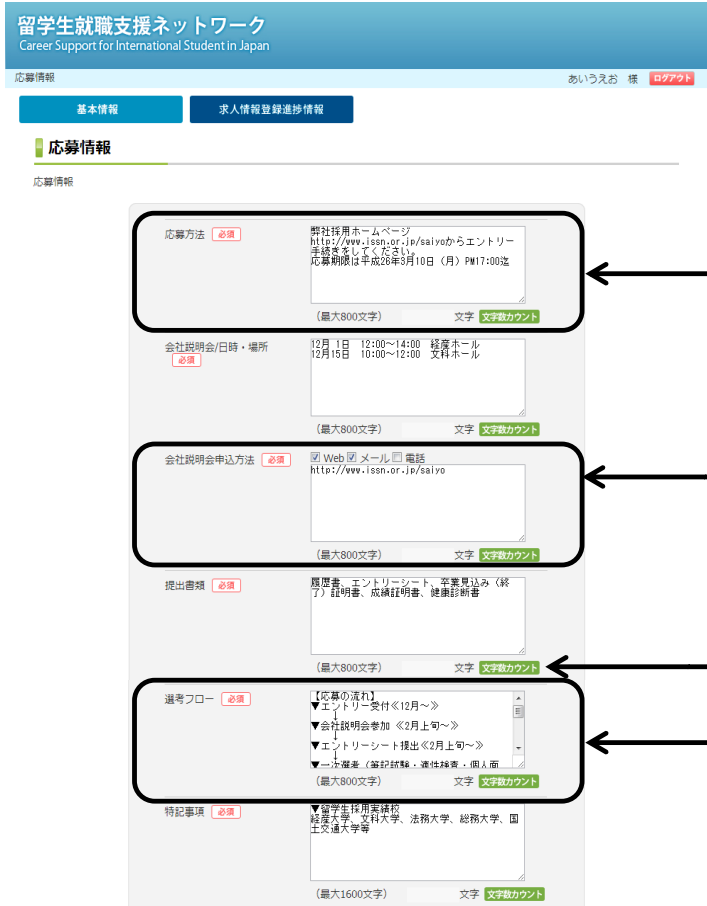 留学生就職支援ネットワーク
Career Support for International Student in Japan
応募情報
あいうえお 様 ログアウト
基本情報 求人情報登録進捗情報
応募情報
応募情報
応募方法 必須
弊社採用ホームページ
http://www.issn.or.jp/saiyoからエントリー
手続きをしてください。
応募期限は平成26年3月10日（月）PM17:00迄
（最大800文字） 文字 文字数カウント
会社説明会/日時・場所
必須
12月 1日 12:00～14:00 経産ホール
12月15日 10:00～12:00 文科ホール
（最大800文字） 文字 文字数カウント
会社説明会申込方法 必須
Web メール 電話
http://www.issn.or.jp/saiyo
（最大800文字） 文字 文字数カウント
提出書類 必須
履歴書、エントリーシート、卒業見込み（終
了）証明書、成績証明書、健康診断書
（最大800文字） 文字 文字数カウント
選考フロー 必須
【応募の流れ】
▼エントリー受付≪12月～≫
↓
▼会社説明会参加 ≪2月上旬～≫
↓
▼エントリーシート提出≪2月上旬～≫
↓
▼一次選考（筆記試験・適性検査・個人面
（最大800文字） 文字 文字数カウント
特記事項 必須
▼留学生採用実績校
経産大学、文科大学、法務大学、総務大学、国
土交通大学等
（最大1600文字） 文字 文字数カウント